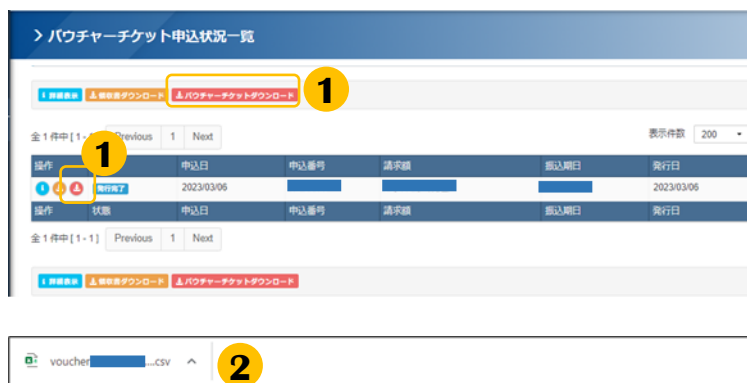 > バウチャーチケット申込状況一覧
詳細表示 領収書ダウンロード バウチャーチケットダウンロード 1
全1件中 [1 - Previous 1 Next 表示件数 200
1
操作 申込日 申込番号 請求額 振込期日 発行日
発行完了 2023/03/06 2023/03/06
操作 状態 申込日 申込番号 請求額 振込期日 発行日
全1件中 [1 - 1] Previous 1 Next
詳細表示 領収書ダウンロード バウチャーチケットダウンロード
voucher ....csv 2